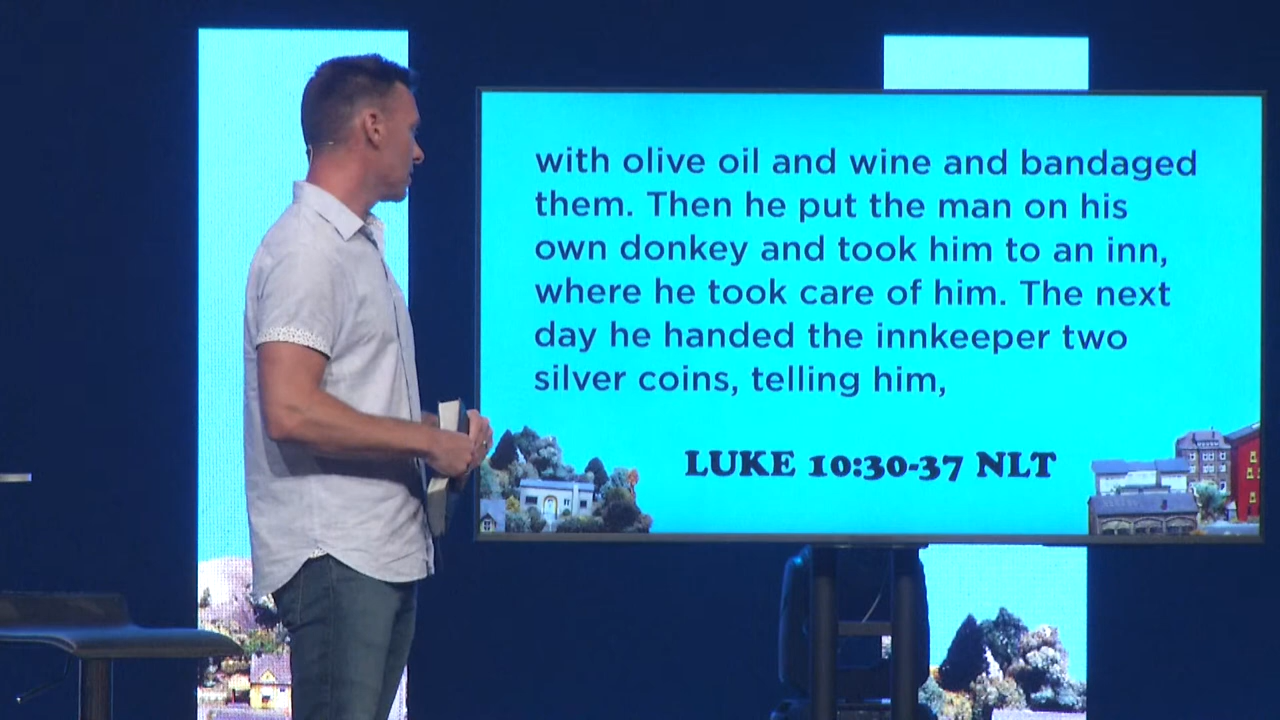 with olive oil and wine and bandaged
them. Then he put the man on his
own donkey and took him to an inn,
where he took care of him. The next
day he handed the innkeeper two
silver coins, telling him,
LUKE 10:30-37 NLT